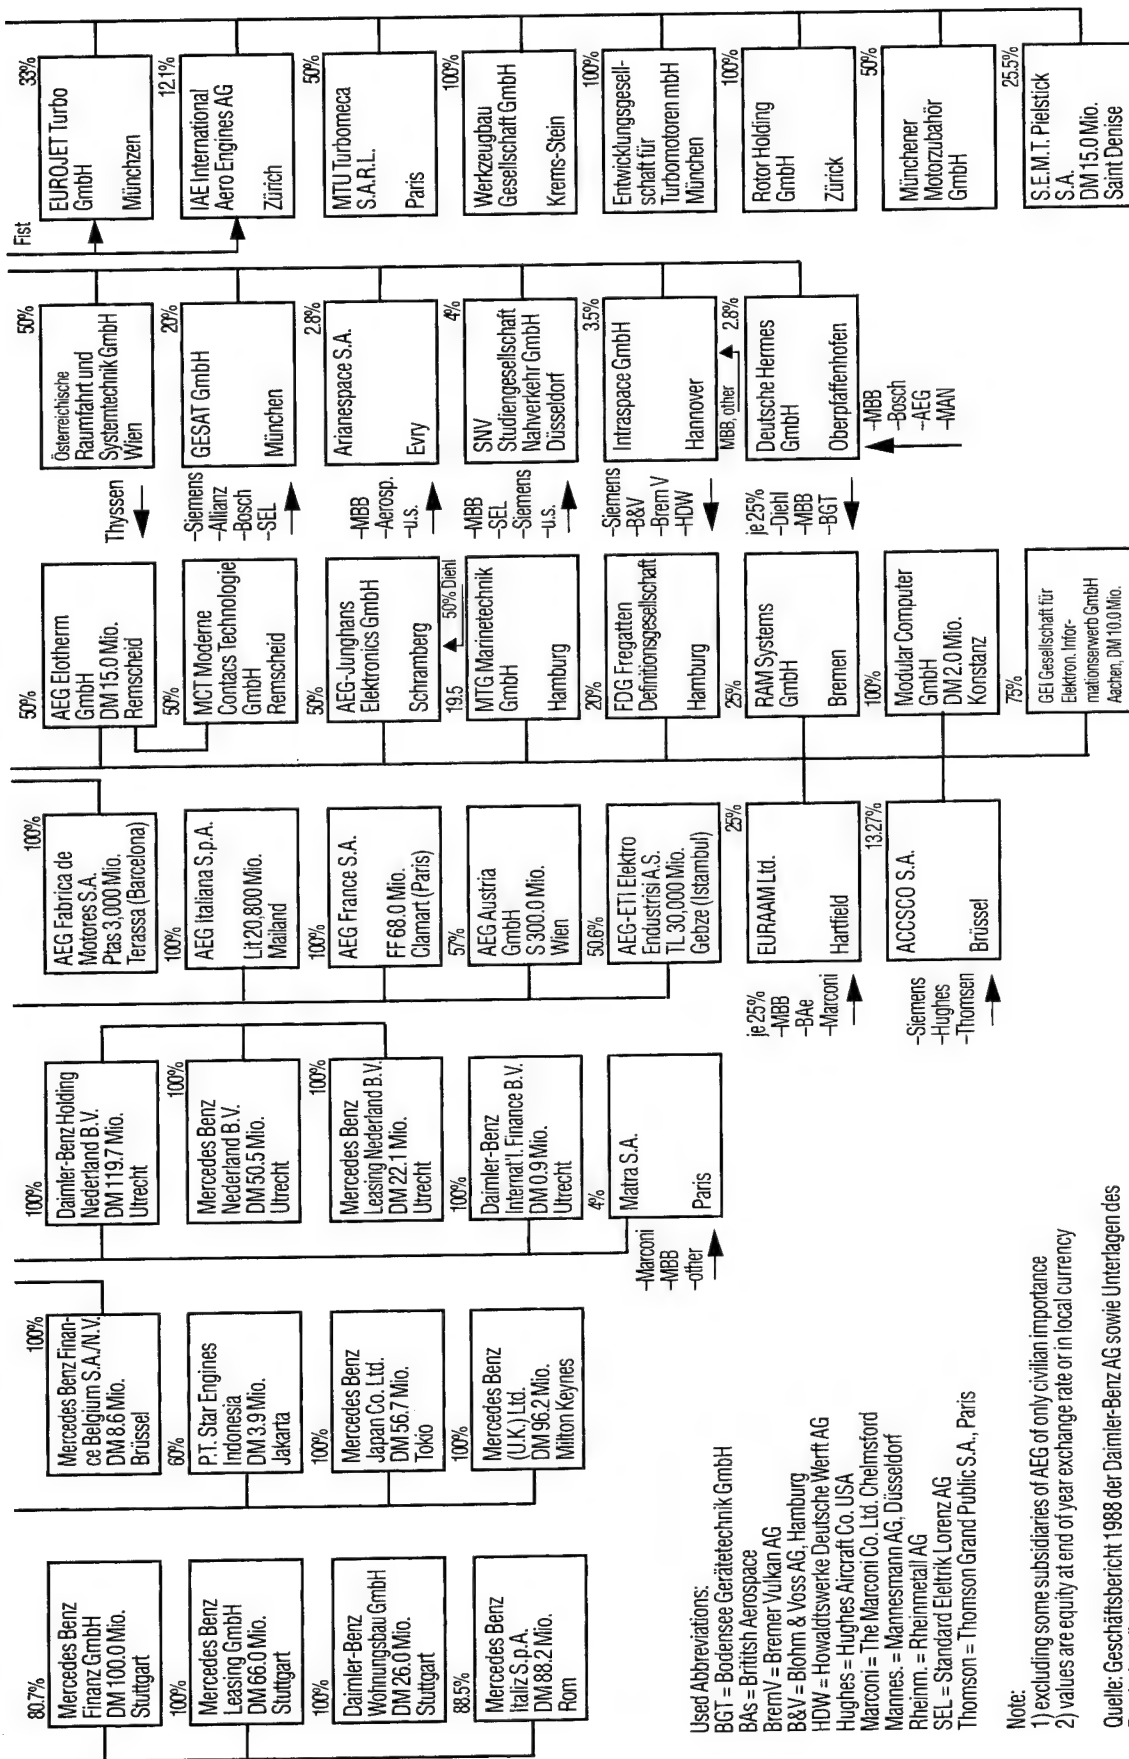 80.7%
Mercedes Benz
Finanz GmbH
DM 100.0 Mio.
Stuttgart
100%
Mercedes Benz
Leasing GmbH
DM 66.0 Mio.
Stuttgart
100%
Daimler-Benz
Wohnungsbau GmbH
DM 26.0 Mio.
Stuttgart
88.5%
Mercedes Benz
Italiz S.p.A.
DM 88.2 Mio.
Rom
100%
Mercedes Benz Finan-
ce Belgium S.A./N.V.
DM 8.6 Mio.
Brüssel
60%
P.T. Star Engines
Indonesia
DM 3.9 Mio.
Jakarta
100%
Mercedes Benz
Japan Co. Ltd.
DM 56.7 Mio.
Tokio
100%
Mercedes Benz
(U.K.) Ltd.
DM 96.2 Mio.
Milton Keynes
100%
Daimler-Benz Holding
Nederland B.V.
DM 119.7 Mio.
Utrecht
100%
Mercedes Benz
Nederland B.V.
DM 50.5 Mio.
Utrecht
100%
Mercedes Benz
Leasing Nederland B.V.
DM 22.1 Mio.
Utrecht
100%
Daimler-Benz
Internat'l. Finance B.V.
DM 0.9 Mio.
Utrecht
4%
Matra S.A.
Paris
–Marconi
–MBB
–other
100%
AEG Fabrica de
Motores S.A.
Ptas 3,000 Mio.
Terassa (Barcelona)
100%
AEG Italiana S.p.A.
Lit 20,800 Mio.
Mailand
100%
AEG France S.A.
FF 68.0 Mio.
Clamart (Paris)
57%
AEG Austria
GmbH
S 300.0 Mio.
Wien
50.6%
AEG-ETI Elektro
Endustrisi A.S.
TL 30,000 Mio.
Gebze (Istambul)
25%
EURAAM Ltd.
Hartfield
je 25%
–MBB
–BAe
–Marconi
13.27%
ACCSCO S.A.
Brüssel
–Siemens
–Hughes
–Thomsen
50%
AEG Elotherm
GmbH
DM 15.0 Mio.
Remscheid
50%
MCT Moderne
Contacs Technologie
GmbH
Remscheid
50%
AEG-Junghans
Elektronics GmbH
Schramberg
50% Diehl
19.5
MTG Marinetechnik
GmbH
Hamburg
20%
FDG Fregatten
Definitionsgesellschaft
Hamburg
25%
RAM Systems
GmbH
Bremen
100%
Modular Computer
GmbH
DM 2.0 Mio.
Konstanz
75%
GEI Gesellschaft für
Elektron. Infor-
mationserwerb GmbH
Aachen, DM 10.0 Mio.
50%
Österreichische
Raumfahrt und
Systemtechnik GmbH
Wien
Thyssen
20%
GESAT GmbH
München
–Siemens
–Allianz
–Bosch
–SEL
2.8%
Arianespace S.A.
Evry
–MBB
–Aerosp.
–u.s.
4%
SNV
Studiengesellschaft
Nahverkehr GmbH
Düsseldorf
–MBB
–SEL
–Siemens
–u.s.
3.5%
Intraspace GmbH
Hannover
–Siemens
–B&V
–Brem V
–HDW
MBB, other
2.8%
Deutsche Hermes
GmbH
Oberpfaffenhofen
je 25%
–Diehl
–MBB
–BGT
–MBB
–Bosch
–AEG
–MAN
Fist
33%
EUROJET Turbo
GmbH
Münchzen
12.1%
IAE International
Aero Engines AG
Zürich
50%
MTU Turbomeca
S.A.R.L.
Paris
100%
Werkzeugbau
Gesellschaft GmbH
Krems-Stein
100%
Entwicklungsgesell-
schaft für
Turbomotoren mbH
München
100%
Rotor Holding
GmbH
Zürick
50%
Münchener
Motorzubahör
GmbH
25.5%
S.E.M.T. Pielstick
S.A.
DM 15.0 Mio.
Saint Denise
Used Abbreviations:
BGT = Bodensee Gerätetechnik GmbH
BAs = Britith Aerospace
BremV = Bremer Vulkan AG
B&V = Blohm & Voss AG, Hamburg
HDW = Howaldtswerke Deutsche Werft AG
Hughes = Hughes Aircraft Co. USA
Marconi = The Marconi Co. Ltd. Chelmsford
Mannes. = Mannesmann AG, Düsseldorf
Rheinm. = Rheinmetall AG
SEL = Standard Eleltrik Lorenz AG
Thomson = Thomson Grand Public S.A., Paris
Note:
1) excluding some subsidiaries of AEG of only civilian importance
2) values are equity at end of year exchange rate or in local currency
Quelle: Geschäftsbericht 1988 der Daimler-Benz AG sowie Unterlagen des